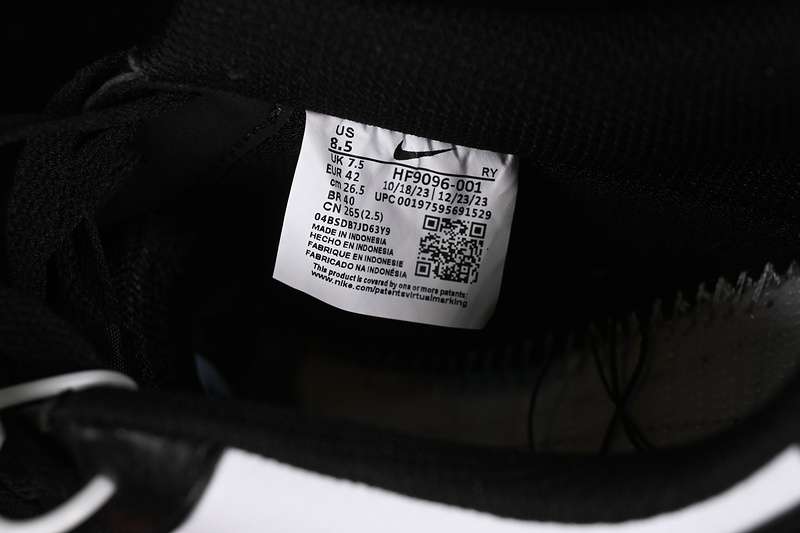 US
8.5
UK 7.5
EUR 42
cm 26.5
BR 40
CN 265(2.5)
RY
HF9096-001
10/18/23 | 12/23/23
UPC 00197595691529
04BSDB7JD63Y9
MADE IN INDONESIA
HECHO EN INDONESIA
FABRIQUE EN INDONESIE
FABRICADO NA INDONÉSIA
This product is covered by one or more patents:
www.nike.com/patentsvirtualmarking